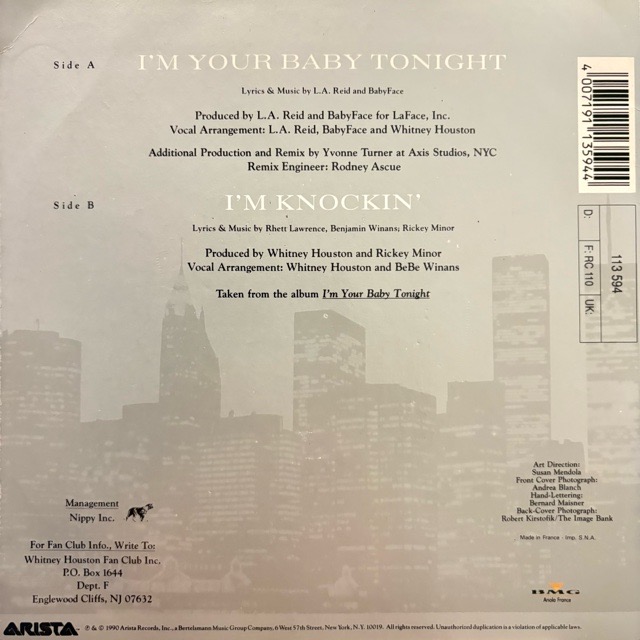 Side A
I'M YOUR BABY TONIGHT
Lyrics & Music by L.A. Reid and BabyFace
Produced by L.A. Reid and BabyFace for LaFace, Inc.
Vocal Arrangement: L.A. Reid, BabyFace and Whitney Houston
Additional Production and Remix by Yvonne Turner at Axis Studios, NYC
Remix Engineer: Rodney Ascue
Side B
I'M KNOCKIN'
Lyrics & Music by Rhett Lawrence, Benjamin Winans; Rickey Minor
Produced by Whitney Houston and Rickey Minor
Vocal Arrangement: Whitney Houston and BeBe Winans
Taken from the album I'm Your Baby Tonight
4 007191 135944
113 594
D:
F: RC 110
UK:
Art Direction:
Susan Mendola
Front Cover Photograph:
Andrea Blanch
Hand-Lettering:
Bernard Maisner
Back-Cover Photograph:
Robert Kirstofik/The Image Bank
Made in France · Imp. S.N.A.
BMG
Ariola France
Management
Nippy Inc.
For Fan Club Info., Write To:
Whitney Houston Fan Club Inc.
P.O. Box 1644
Dept. F
Englewood Cliffs, NJ 07632
ARISTA
℗ & © 1990 Arista Records, Inc., a Bertelsmann Music Group Company, 6 West 57th Street, New York, N.Y. 10019. All rights reserved. Unauthorized duplication is a violation of applicable laws.